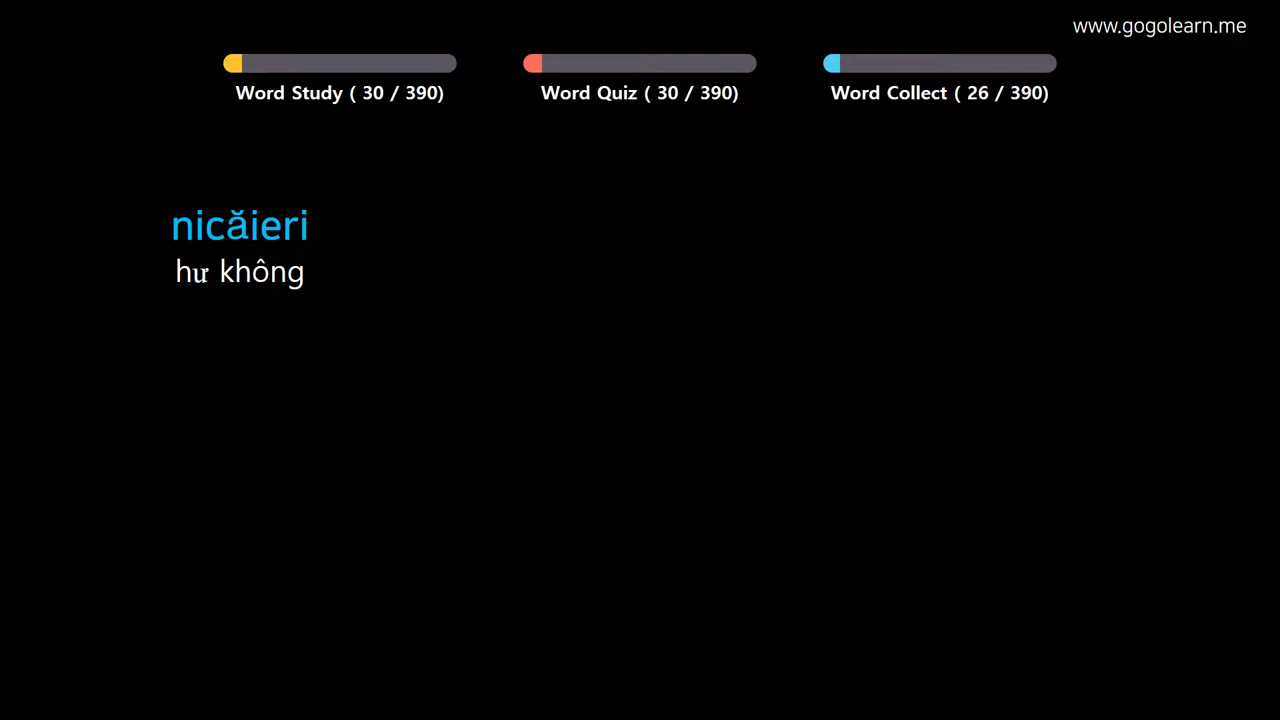 www.gogolearn.me
Word Study ( 30 / 390)
Word Quiz ( 30 / 390)
Word Collect ( 26 / 390)
nicăieri
hư không